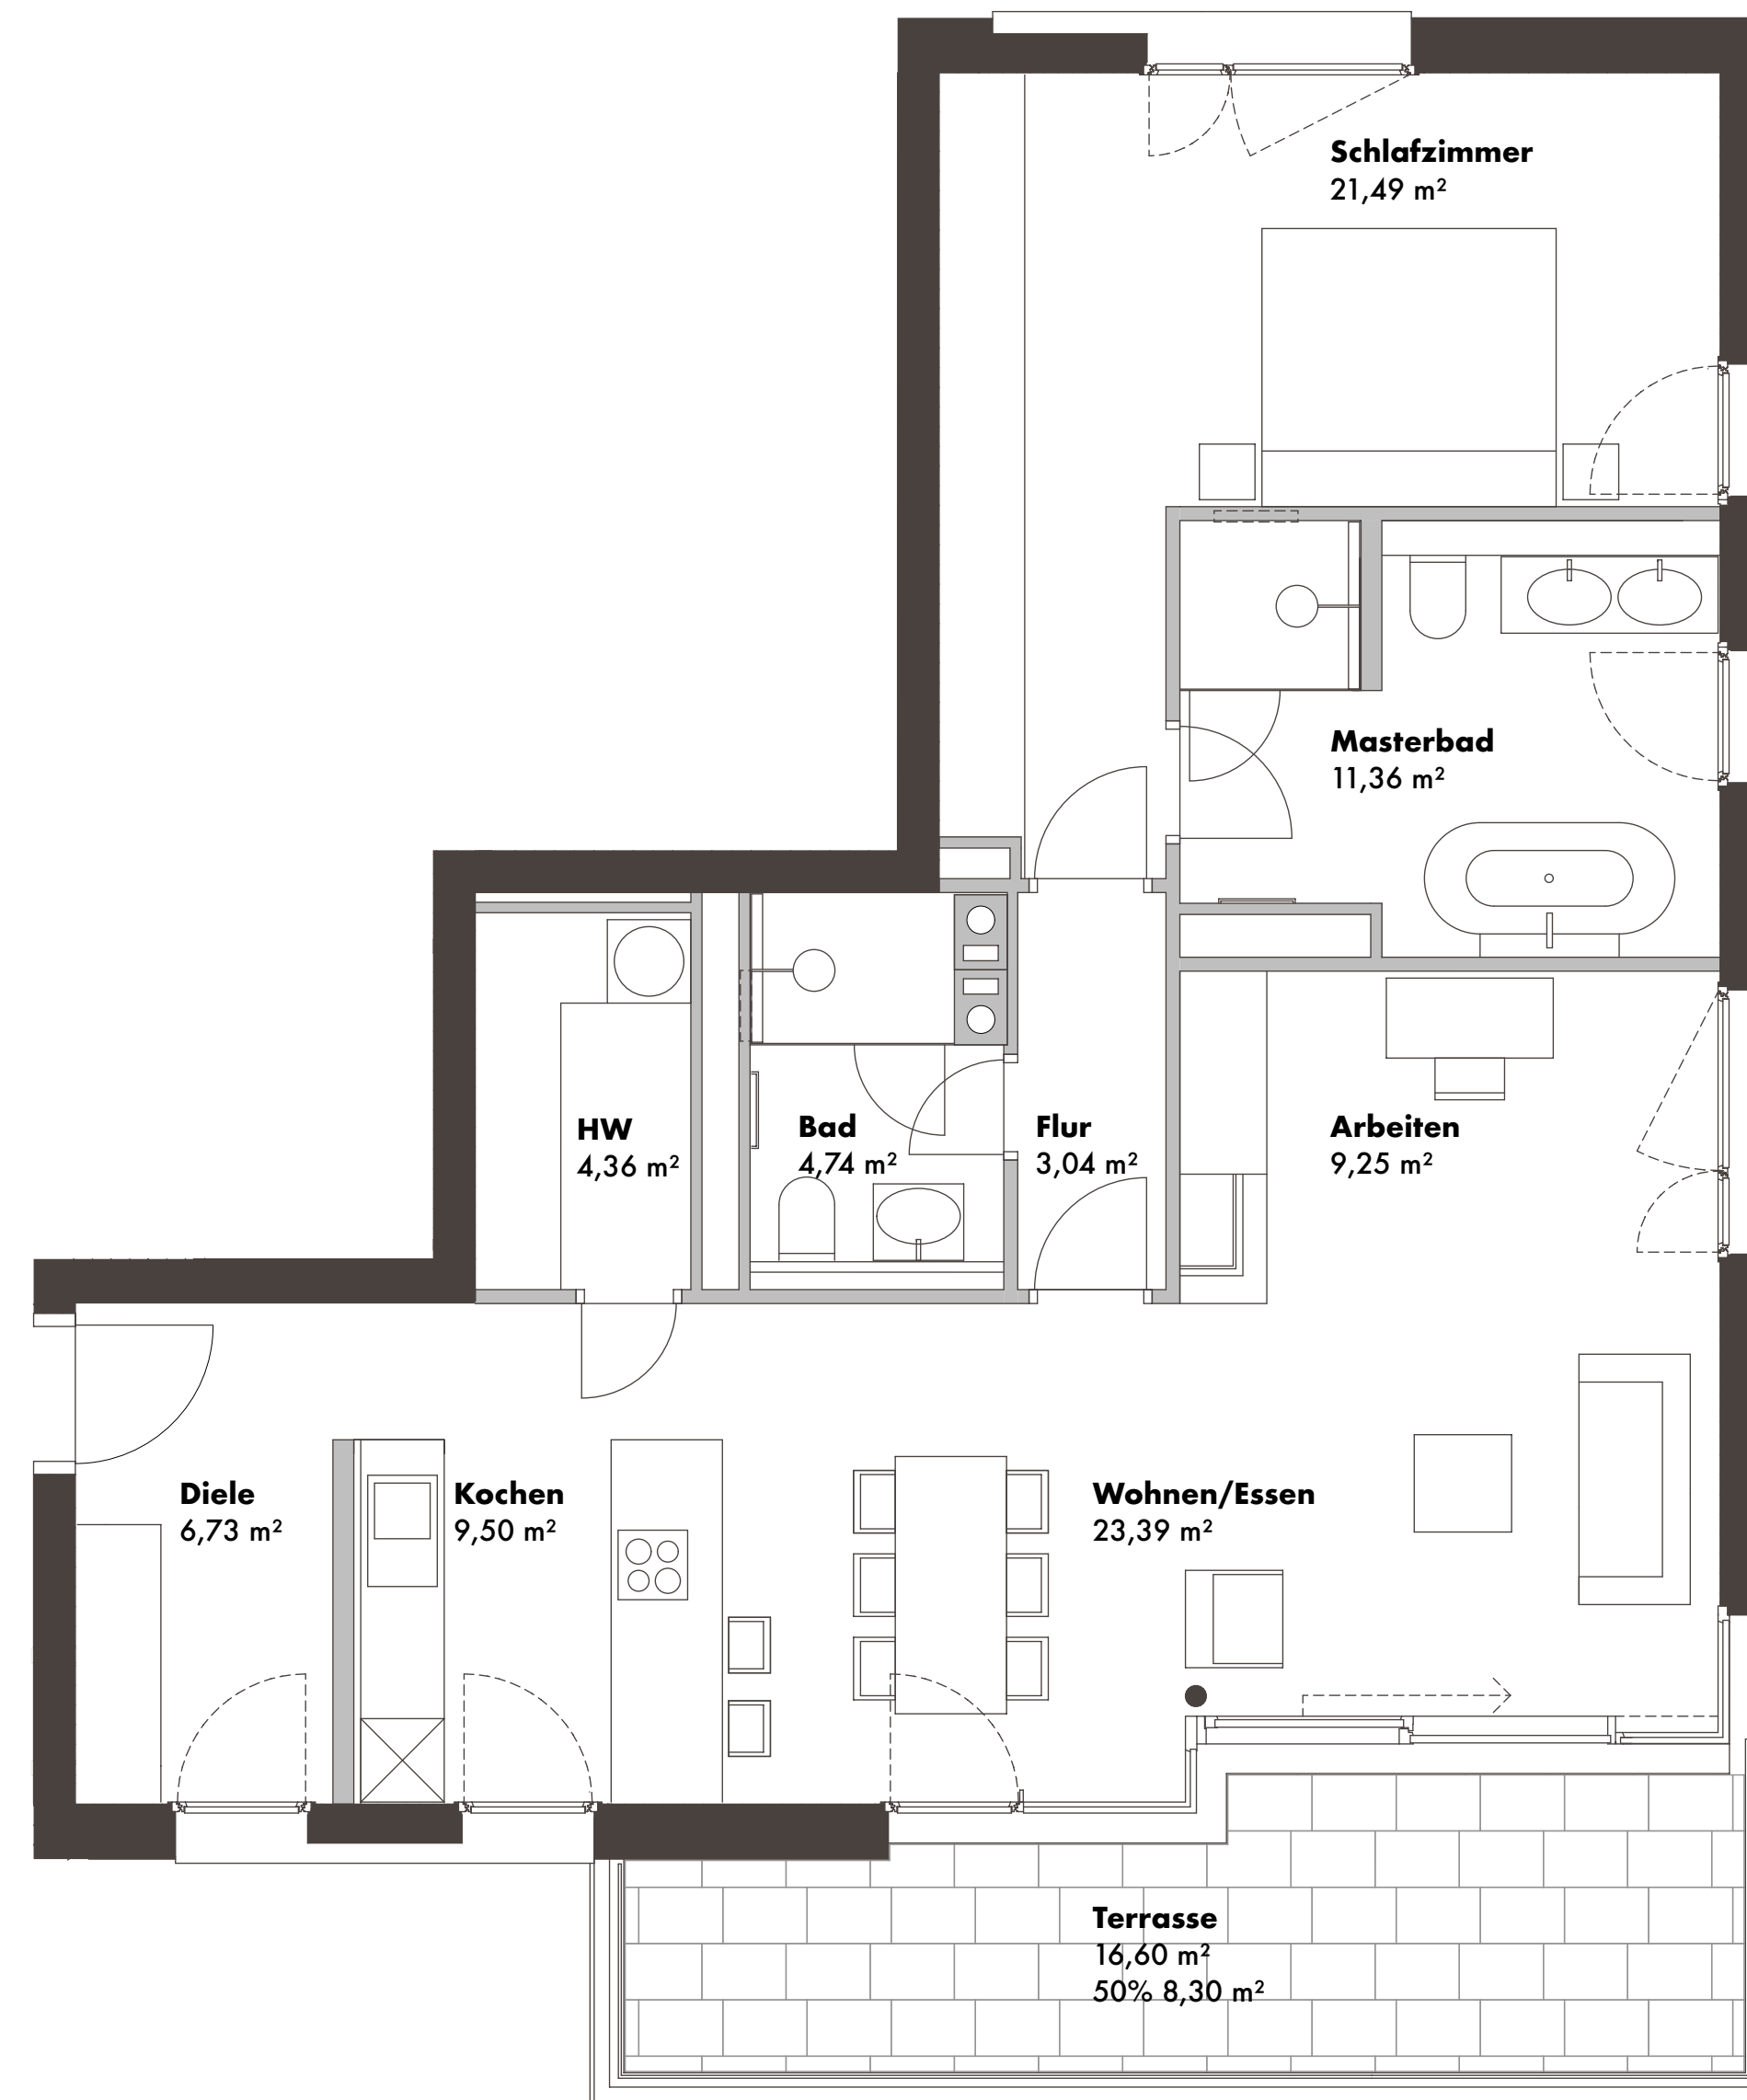 Schlafzimmer
21,49 m²
Masterbad
11,36 m²
HW
4,36 m²
Bad
4,74 m²
Flur
3,04 m²
Arbeiten
9,25 m²
Diele
6,73 m²
Kochen
9,50 m²
Wohnen/Essen
23,39 m²
Terrasse
16,60 m²
50% 8,30 m²